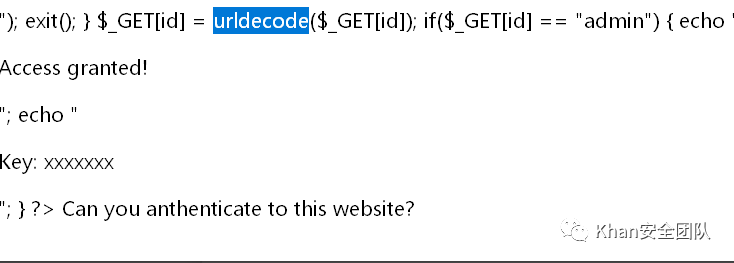 "); exit(); } $_GET[id] = urldecode($_GET[id]); if($_GET[id] == "admin") { echo "
Access granted!
"; echo "
Key: xxxxxxx
"; } ?> Can you anthenticate to this website?
Khan安全团队